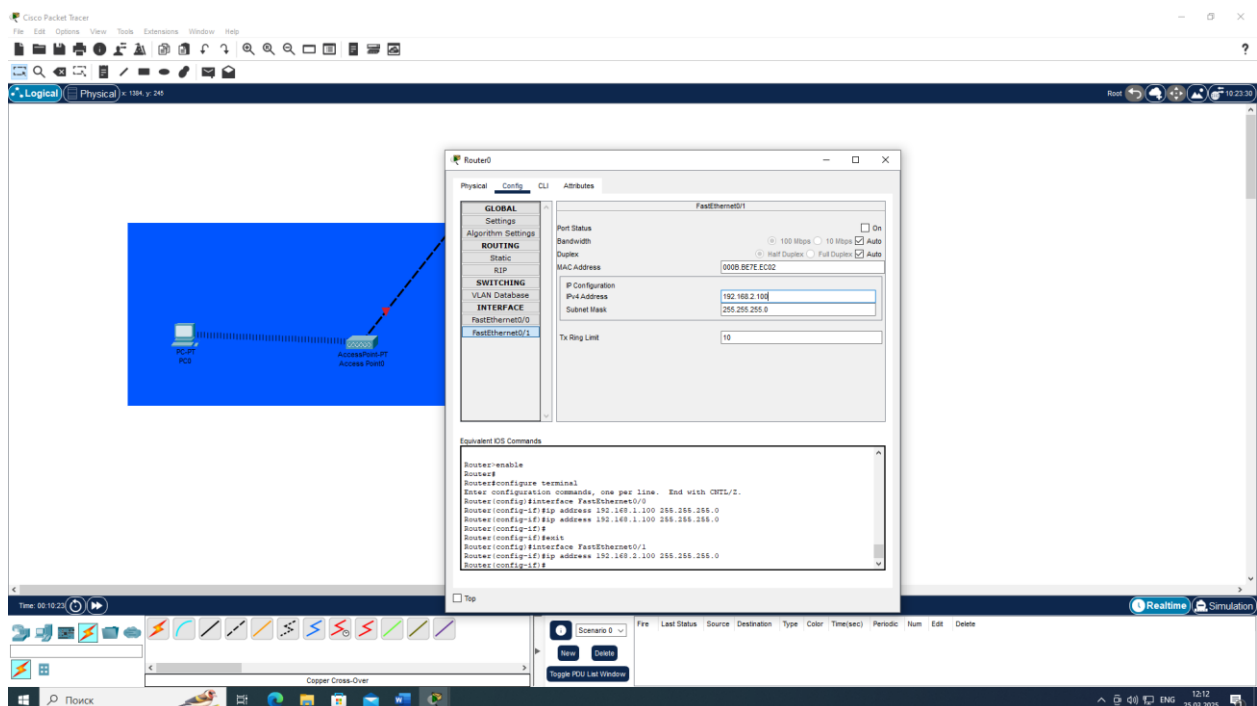 Cisco Packet Tracer
File Edit Options View Tools Extensions Window Help
?
Logical Physical x: 1384, y: 245 Root 10:23:30
Router0
Physical Config CLI Attributes
GLOBAL
Settings
Algorithm Settings
ROUTING
Static
RIP
SWITCHING
VLAN Database
INTERFACE
FastEthernet0/0
FastEthernet0/1
FastEthernet0/1
Port Status On
Bandwidth 100 Mbps 10 Mbps Auto
Duplex Half Duplex Full Duplex Auto
MAC Address 000B.BE7E.EC02
IP Configuration
IPv4 Address 192.168.2.100
Subnet Mask 255.255.255.0
Tx Ring Limit 10
PC-PT
PC0
AccessPoint-PT
Access Point0
Equivalent IOS Commands
Router>enable
Router#
Router#configure terminal
Enter configuration commands, one per line. End with CNTL/Z.
Router(config)#interface FastEthernet0/0
Router(config-if)#ip address 192.168.1.100 255.255.255.0
Router(config-if)#ip address 192.168.1.100 255.255.255.0
Router(config-if)#
Router(config-if)#exit
Router(config)#interface FastEthernet0/1
Router(config-if)#ip address 192.168.2.100 255.255.255.0
Router(config-if)#
Top
Time: 00:10:23 Realtime Simulation
Scenario 0
New Delete
Toggle PDU List Window
Fire Last Status Source Destination Type Color Time(sec) Periodic Num Edit Delete
Copper Cross-Over
Поиск
ENG 12:12
25.03.2025